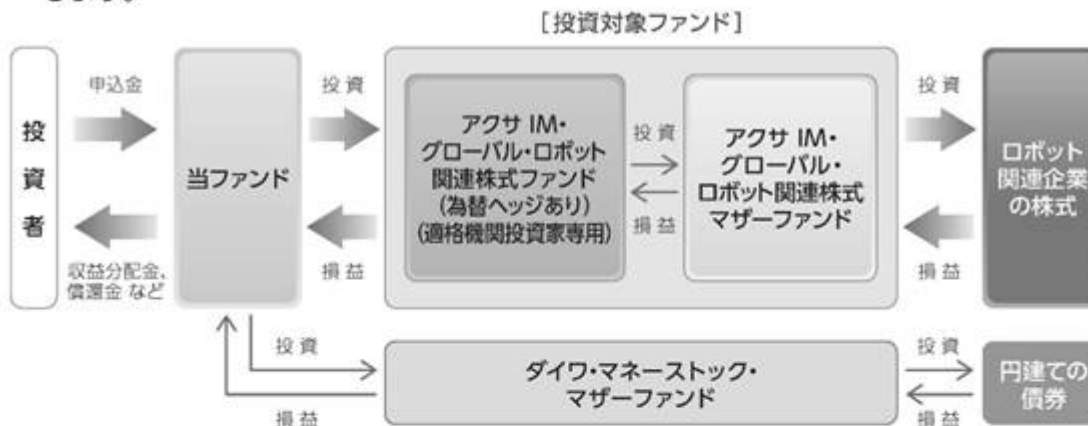 します。
[投資対象ファンド]
投資者
申込金
収益分配金、
償還金 など
当ファンド
投資
損益
アクサ IM・
グローバル・ロボット
関連株式ファンド
(為替ヘッジあり)
(適格機関投資家専用)
投資
損益
アクサ IM・
グローバル・
ロボット関連株式
マザーファンド
投資
損益
ロボット
関連企業
の株式
投資
損益
ダイワ・マネーストック・
マザーファンド
投資
損益
円建ての
債券